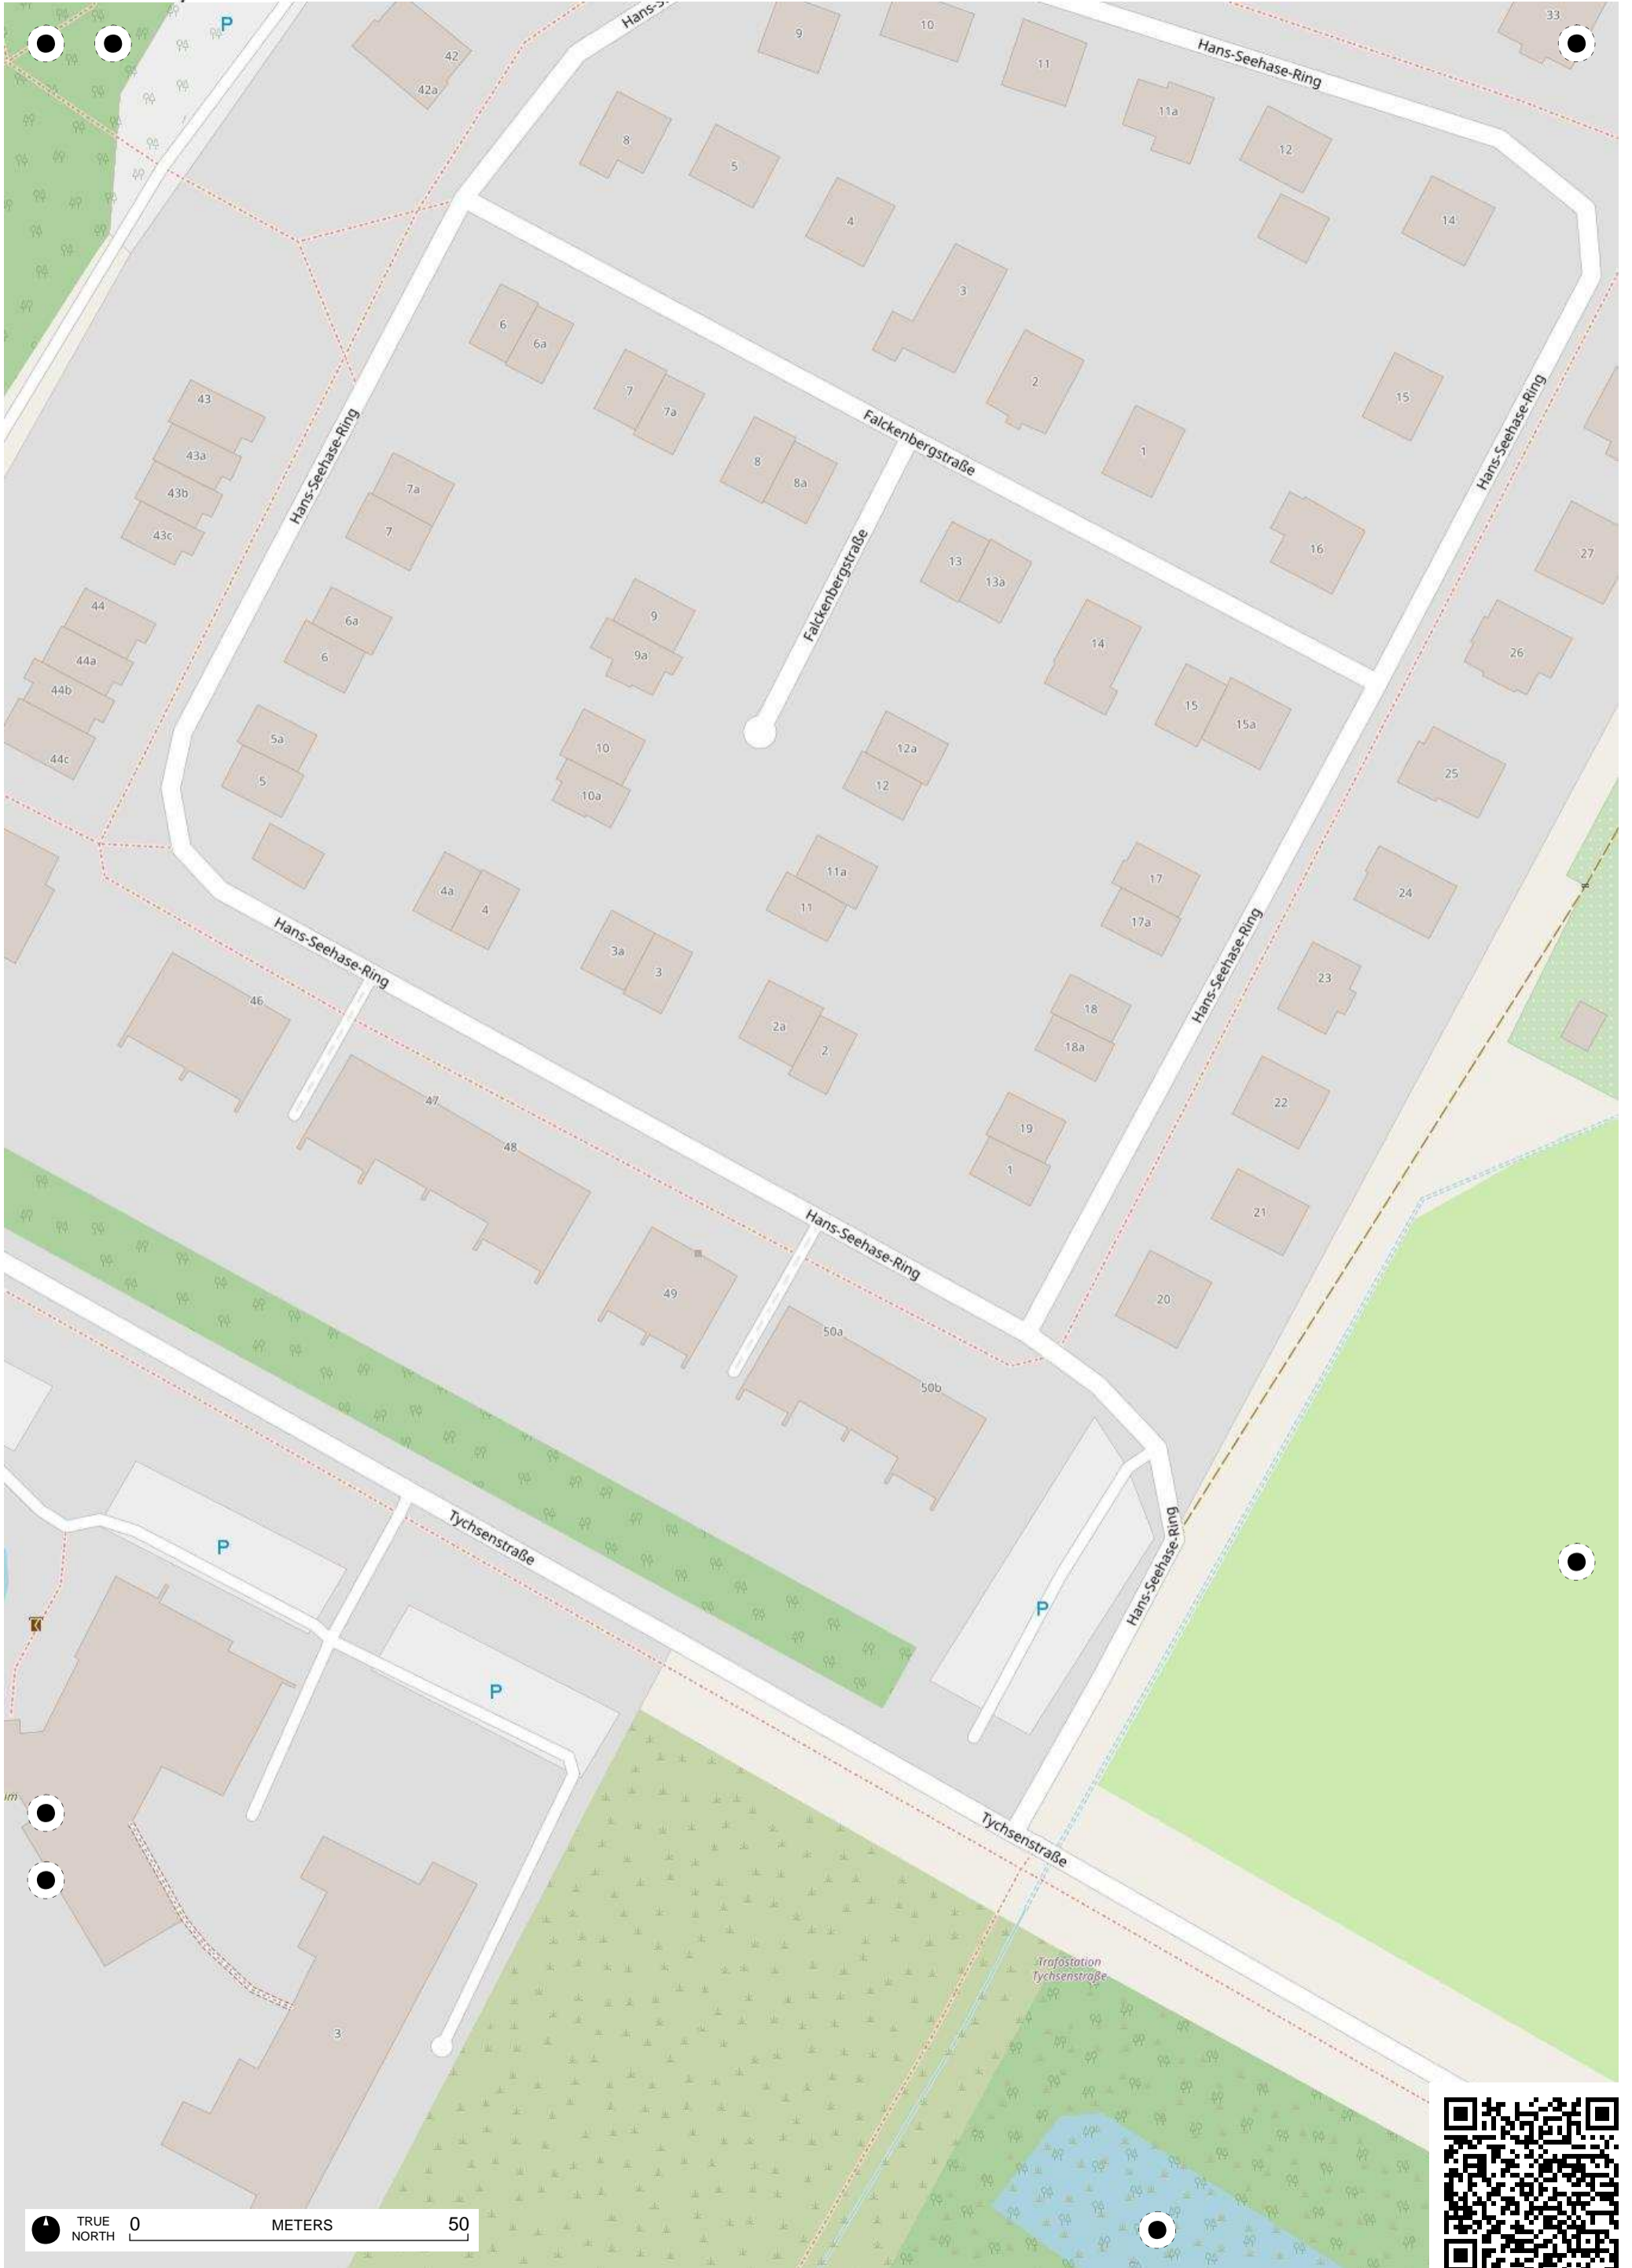 P
42
42a
Hans-S
9
10
11
Hans-Seehase-Ring
33
11a
12
14
8
5
4
3
2
1
15
16
27
6
6a
7
7a
8
8a
Falckenbergstraße
Hans-Seehase-Ring
Hans-Seehase-Ring
43
43a
43b
43c
7a
7
6a
6
Falckenbergstraße
13
13a
14
15
15a
26
44
44a
44b
44c
9
9a
5a
5
10
10a
12a
12
25
24
11a
11
17
17a
4a
4
3a
3
2a
2
Hans-Seehase-Ring
Hans-Seehase-Ring
18
18a
23
22
19
1
21
20
46
47
48
49
Hans-Seehase-Ring
50a
50b
Tychsenstraße
P
P
P
Hans-Seehase-Ring
Tychsenstraße
um
3
Trafostation
Tychsenstraße
TRUE
NORTH
0 METERS 50